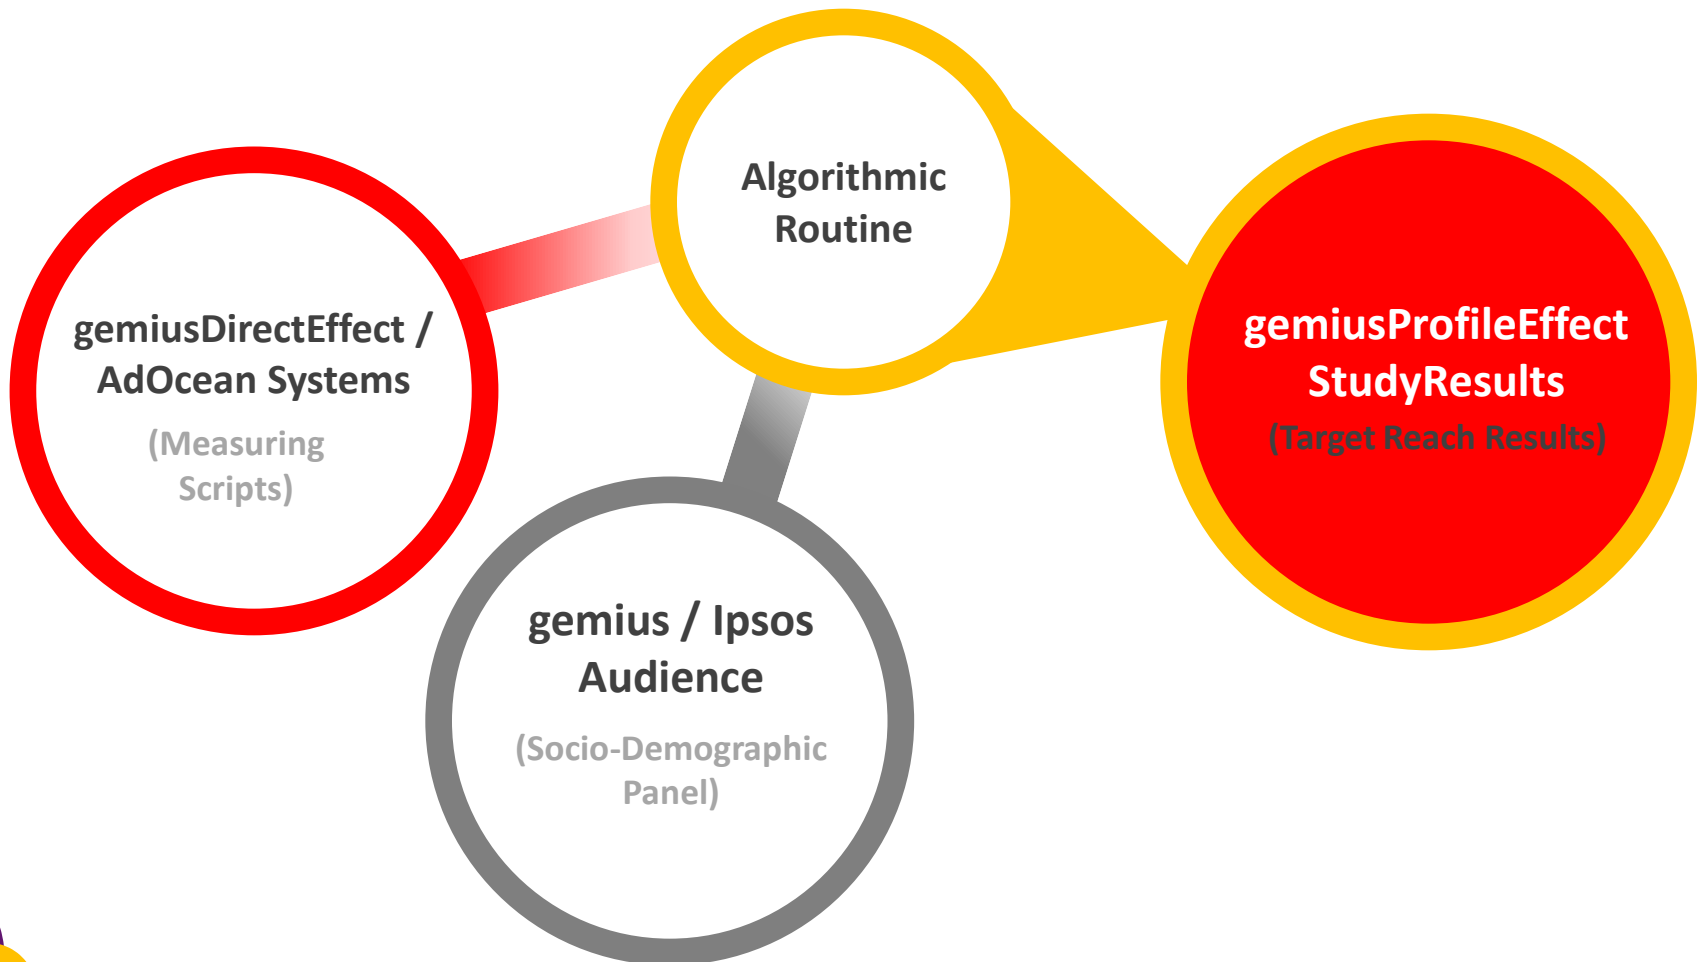 Algorithmic
Routine
gemiusDirectEffect /
AdOcean Systems
(Measuring
Scripts)
gemius / Ipsos
Audience
(Socio-Demographic
Panel)
gemiusProfileEffect
StudyResults
(Target Reach Results)